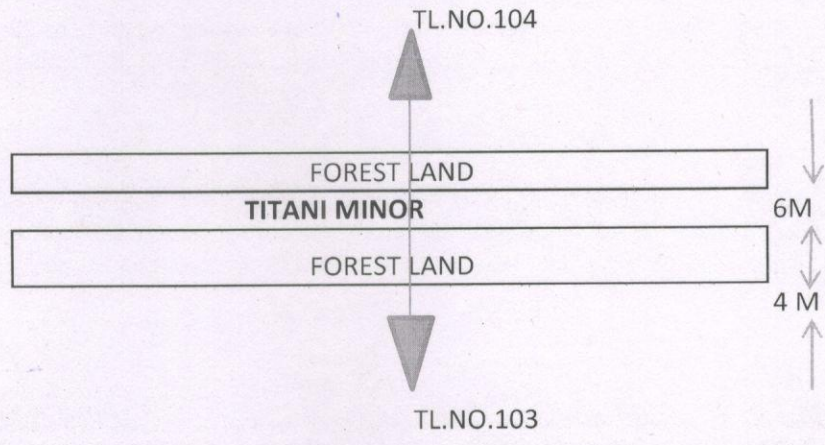 TL.NO.104
FOREST LAND
TITANI MINOR
6M
FOREST LAND
4 M
TL.NO.103